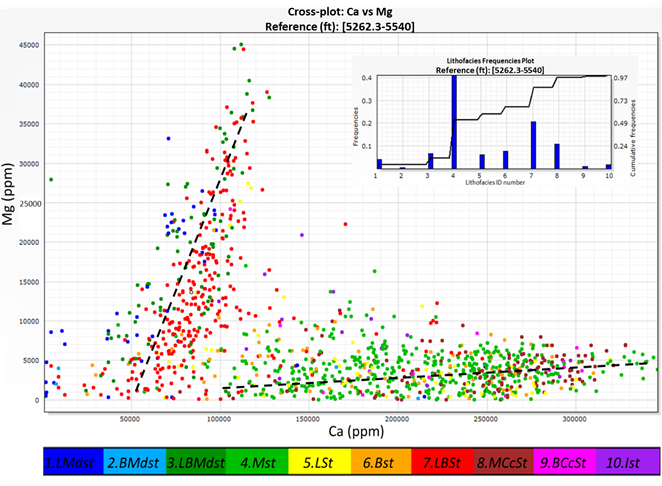 Cross-plot: Ca vs Mg
Reference (ft): [5262.3-5540]
45000
40000
35000
30000
25000
20000
15000
10000
5000
0
Mg (ppm)
50000 100000 150000 200000 250000 300000
Ca (ppm)
Lithofacies Frequencies Plot
Reference (ft): [5262.3-5540]
0.4
0.3
0.2
0.1
Frequencies
0.97
0.73
0.49
0.24
Cumulative frequencies
1 2 3 4 5 6 7 8 9 10
Lithofacies ID number
1.LMdst 2.BMdst 3.LBMdst 4.Mst 5.LSt 6.Bst 7.LBSt 8.MCcSt 9.BCcSt 10.Ist